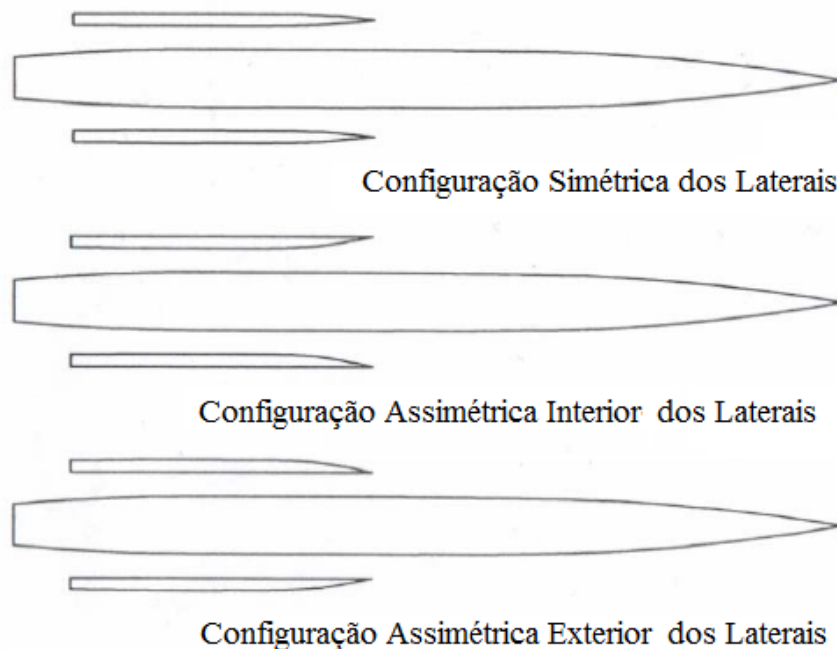 Configuração Simétrica dos Laterais
Configuração Assimétrica Interior dos Laterais
Configuração Assimétrica Exterior dos Laterais